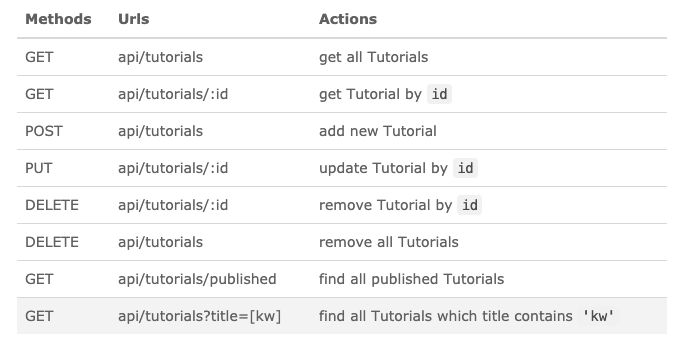 Methods Urls Actions
GET api/tutorials get all Tutorials
GET api/tutorials/:id get Tutorial by id
POST api/tutorials add new Tutorial
PUT api/tutorials/:id update Tutorial by id
DELETE api/tutorials/:id remove Tutorial by id
DELETE api/tutorials remove all Tutorials
GET api/tutorials/published find all published Tutorials
GET api/tutorials?title=[kw] find all Tutorials which title contains 'kw'